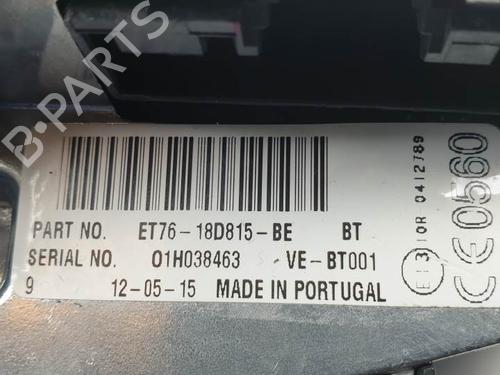 B-PARTS
PART NO. ET76-18D815-BE BT
SERIAL NO. 01H038463 VE-BT001
9 12-05-15 MADE IN PORTUGAL
E13 10R 0412789
CE0560